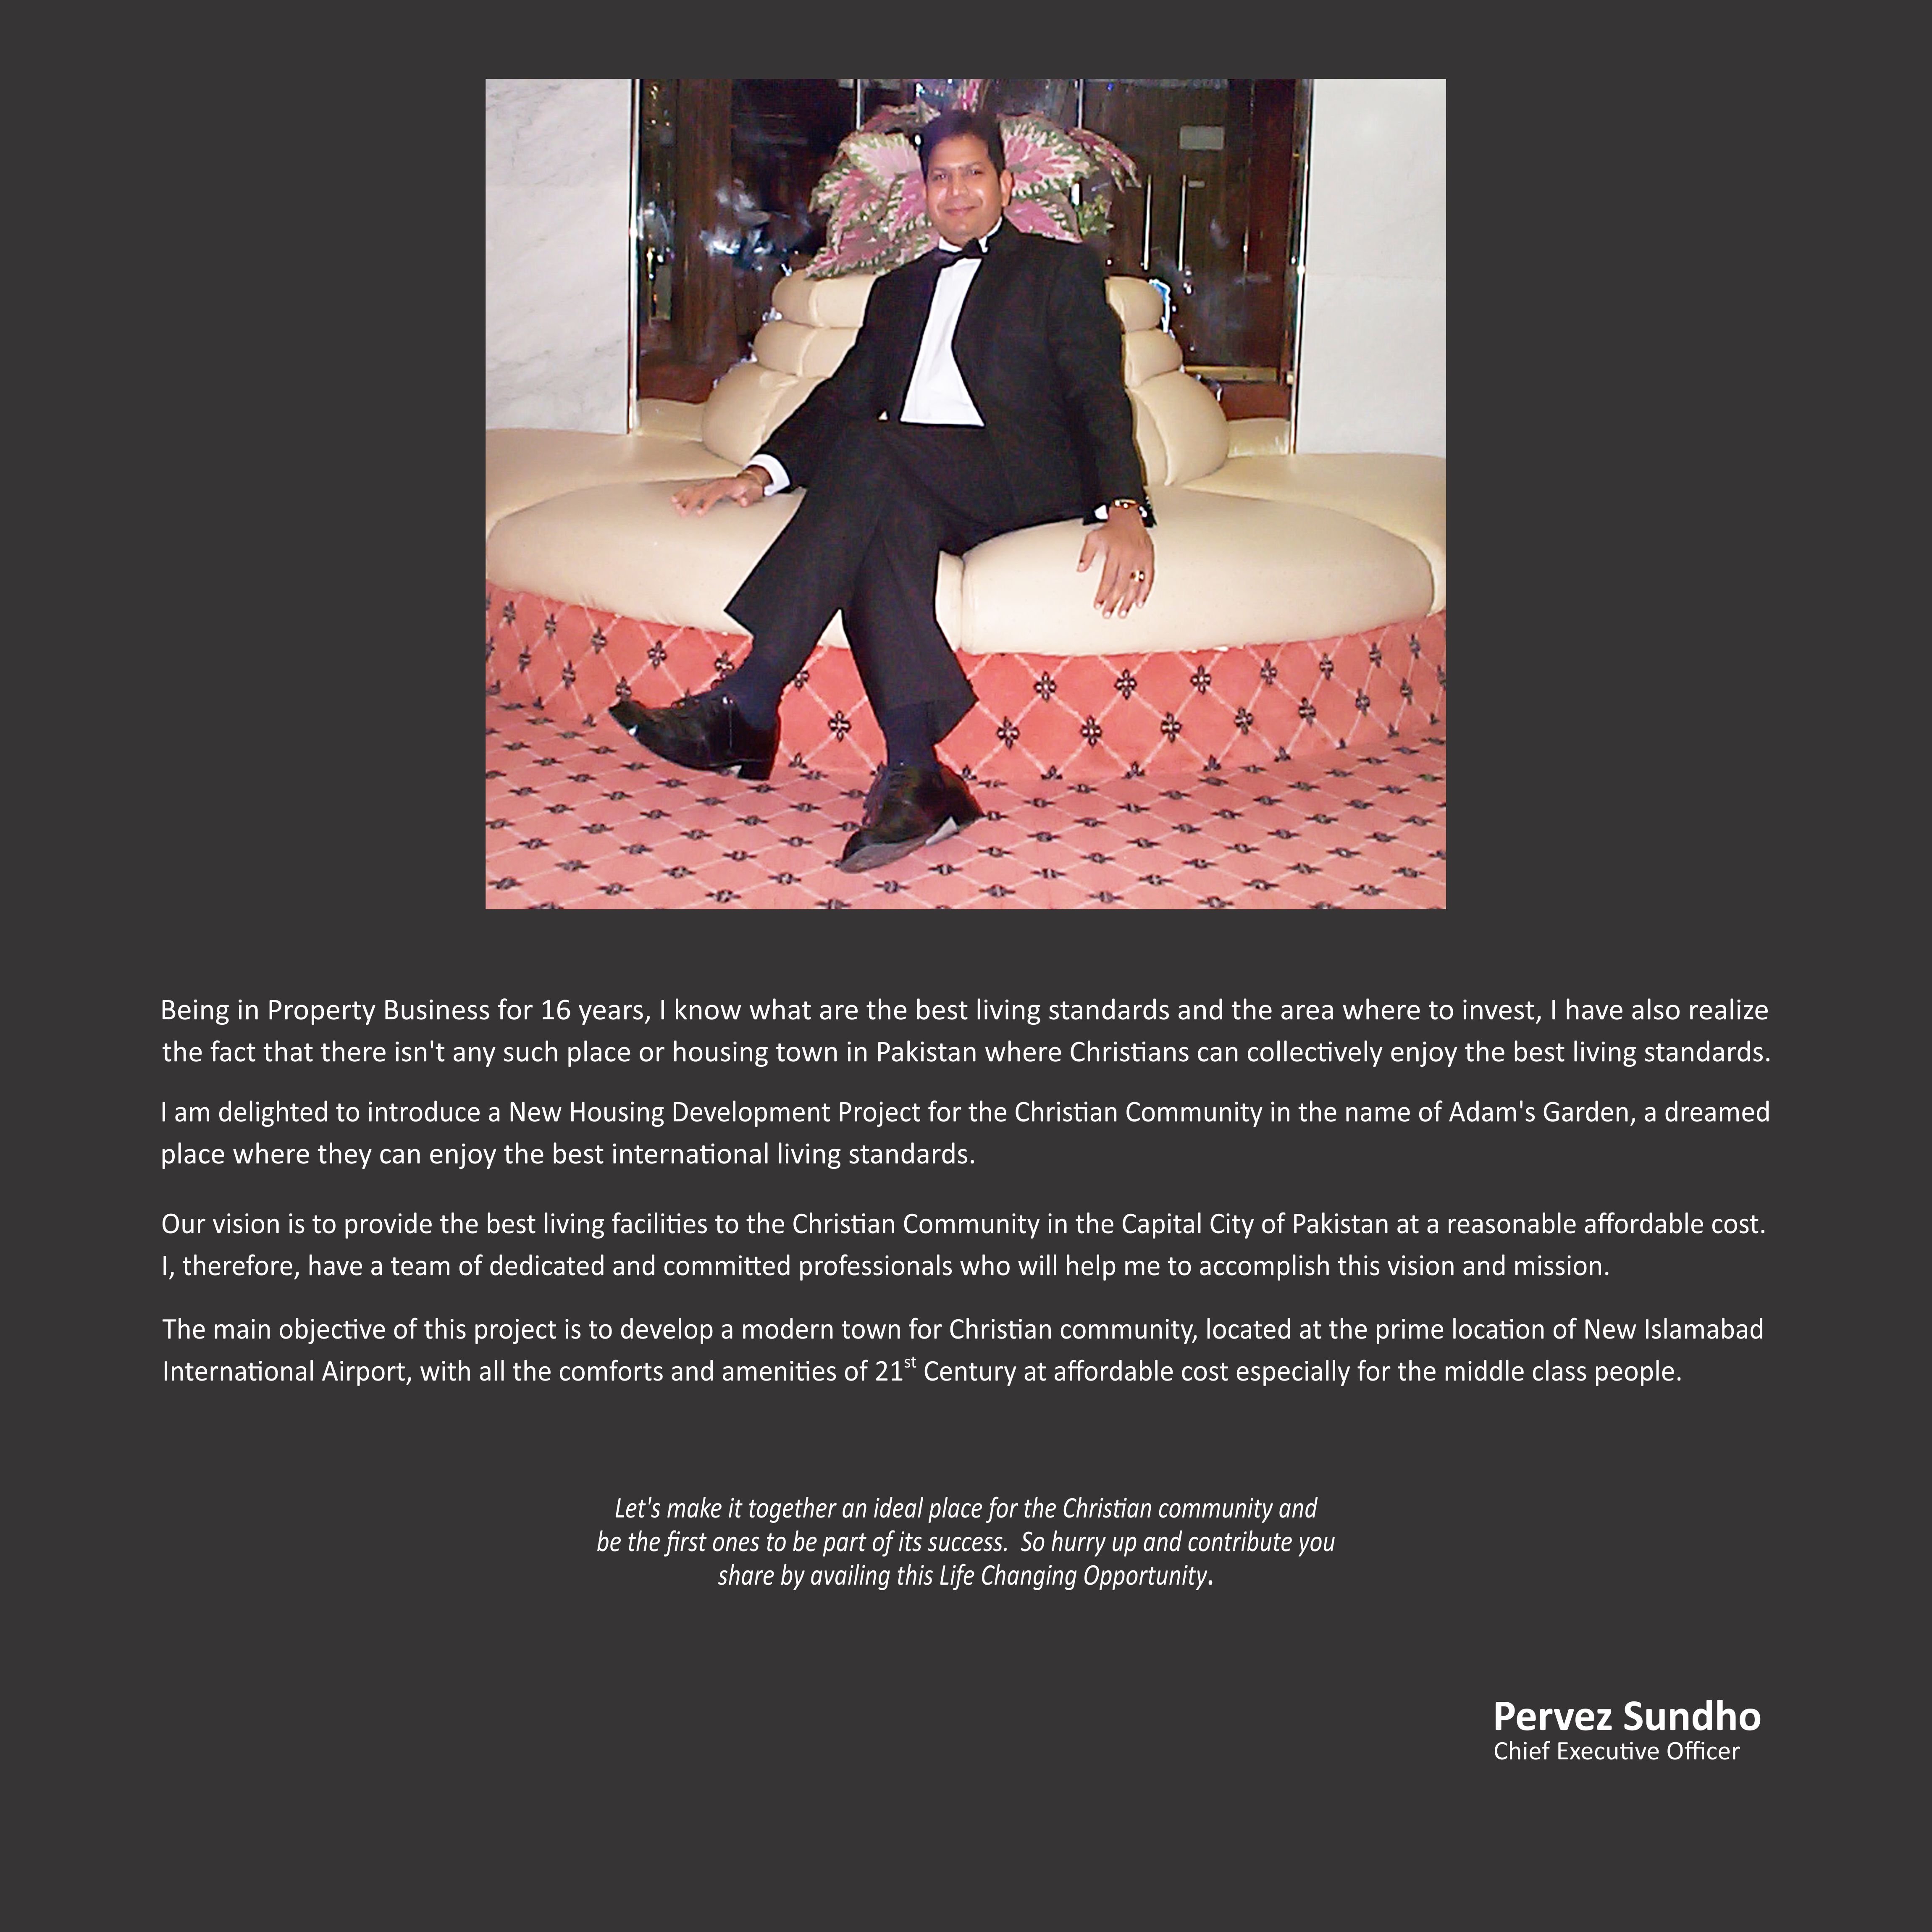 Being in Property Business for 16 years, I know what are the best living standards and the area where to invest, I have also realize
the fact that there isn't any such place or housing town in Pakistan where Christians can collectively enjoy the best living standards.
I am delighted to introduce a New Housing Development Project for the Christian Community in the name of Adam's Garden, a dreamed
place where they can enjoy the best international living standards.
Our vision is to provide the best living facilities to the Christian Community in the Capital City of Pakistan at a reasonable affordable cost.
I, therefore, have a team of dedicated and committed professionals who will help me to accomplish this vision and mission.
The main objective of this project is to develop a modern town for Christian community, located at the prime location of New Islamabad
International Airport, with all the comforts and amenities of 21st Century at affordable cost especially for the middle class people.
Let's make it together an ideal place for the Christian community and
be the first ones to be part of its success. So hurry up and contribute you
share by availing this Life Changing Opportunity.
Pervez Sundho
Chief Executive Officer